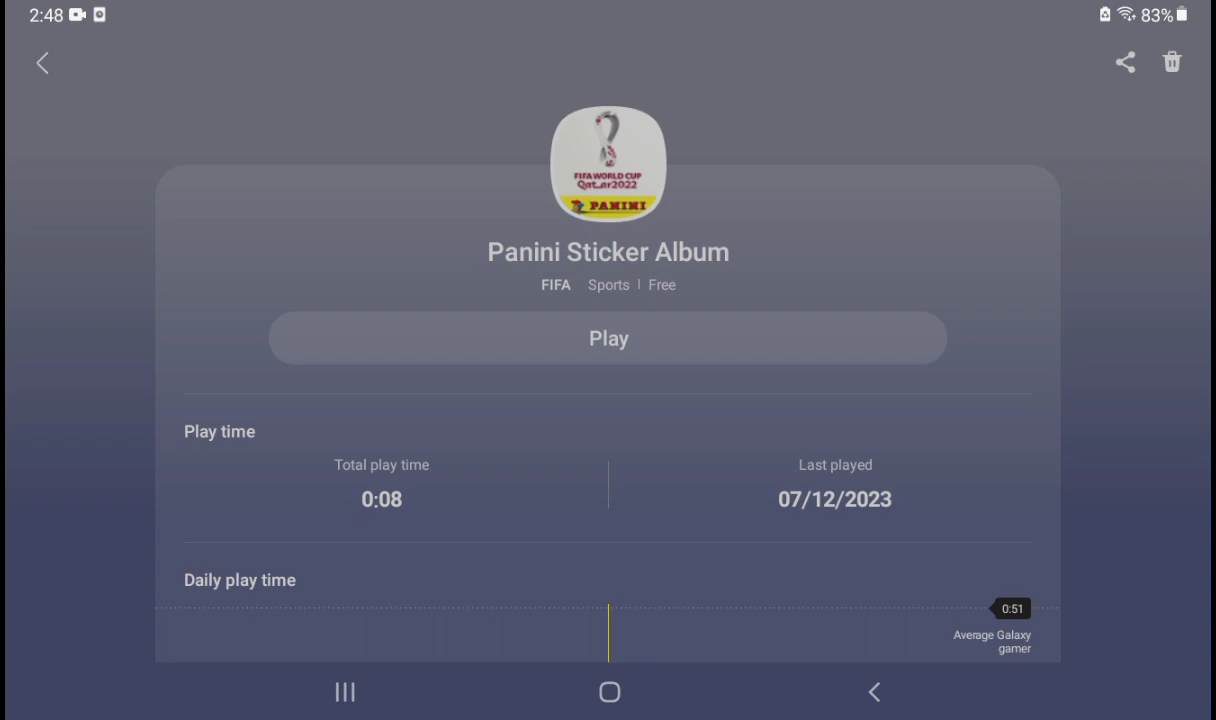 2:48
83%
FIFA WORLD CUP
Qatar2022
PANINI
Panini Sticker Album
FIFA Sports | Free
Play
Play time
Total play time
Last played
0:08
07/12/2023
Daily play time
0:51
Average Galaxy
gamer